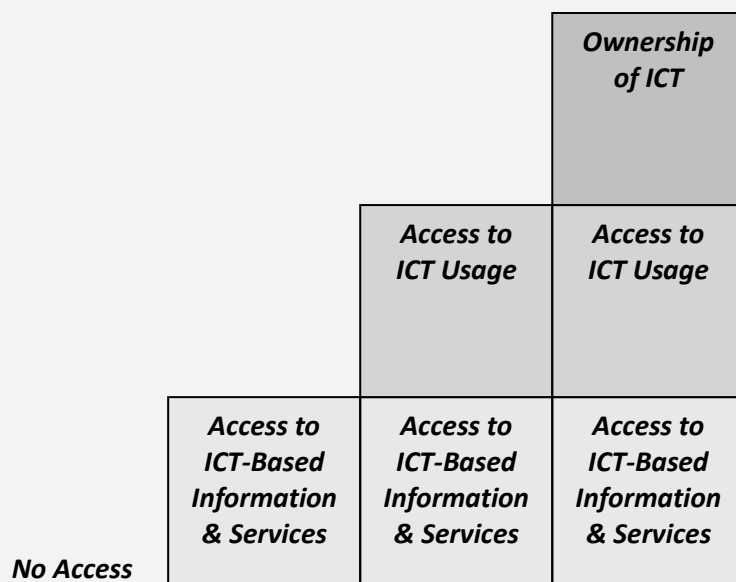 Ownership
of ICT
Access to
ICT Usage
Access to
ICT Usage
Access to
ICT-Based
Information
& Services
Access to
ICT-Based
Information
& Services
Access to
ICT-Based
Information
& Services
No Access